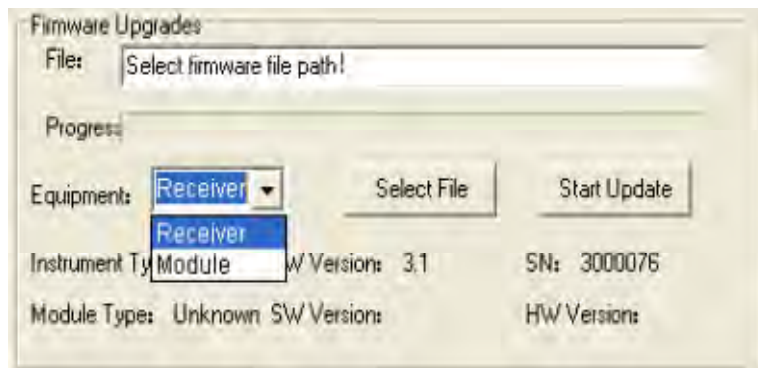 Firmware Upgrades
File: Select firmware file path!
Progress
Equipment: Receiver Select File Start Update
Receiver
Module
Instrument Ty W Version: 3.1 SN: 3000076
Module Type: Unknown SW Version: HW Version: